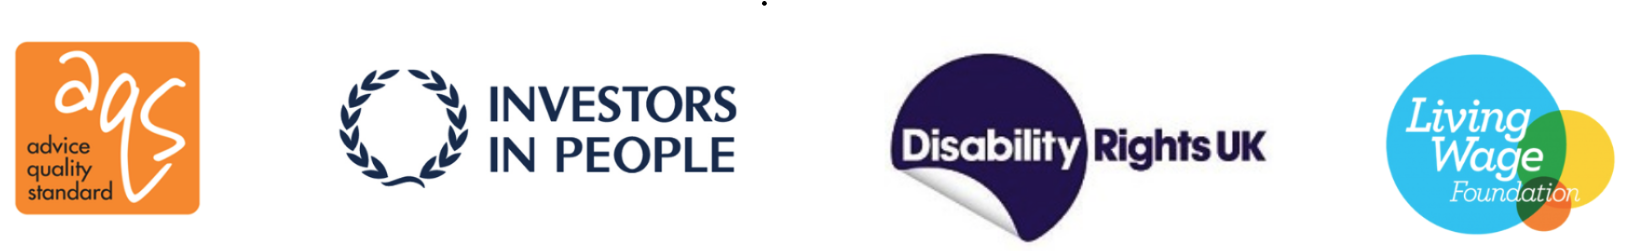 aqs
advice
quality
standard
INVESTORS
IN PEOPLE
Disability Rights UK
Living
Wage
Foundation